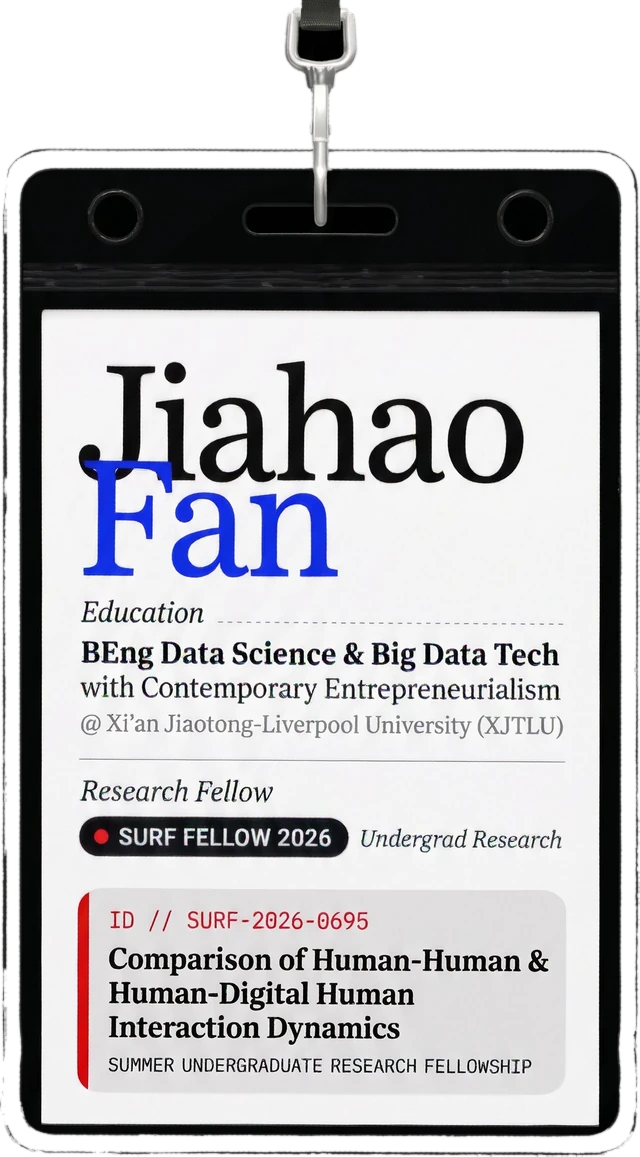 Jiahao
Fan
Education
BEng Data Science & Big Data Tech
with Contemporary Entrepreneurialism
@ Xi’an Jiaotong-Liverpool University (XJTLU)
Research Fellow
SURF FELLOW 2026 Undergrad Research
ID // SURF-2026-0695
Comparison of Human-Human &
Human-Digital Human
Interaction Dynamics
SUMMER UNDERGRADUATE RESEARCH FELLOWSHIP